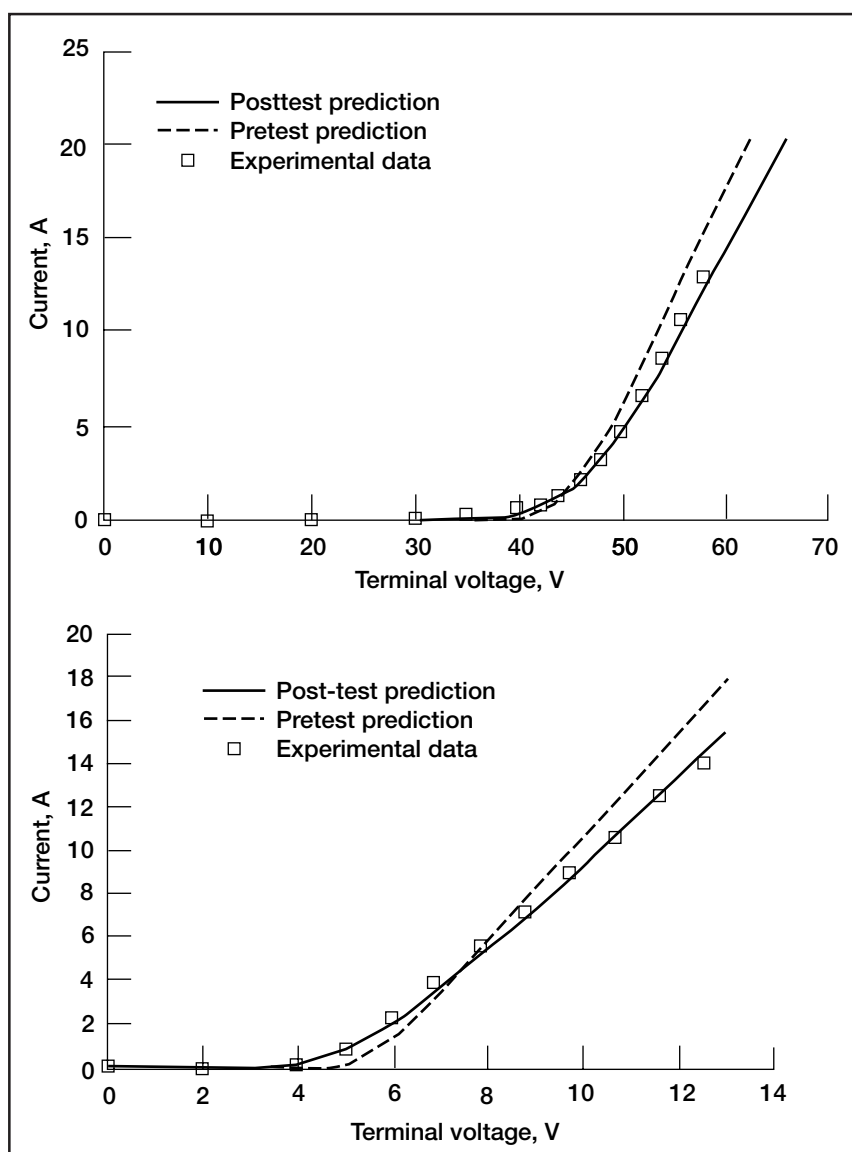 25
20
15
10
5
0
Current, A
Posttest prediction
Pretest prediction
Experimental data
0 10 20 30 40 50 60 70
Terminal voltage, V
20
18
16
14
12
10
8
6
4
2
0
Current, A
Post-test prediction
Pretest prediction
Experimental data
0 2 4 6 8 10 12 14
Terminal voltage, V